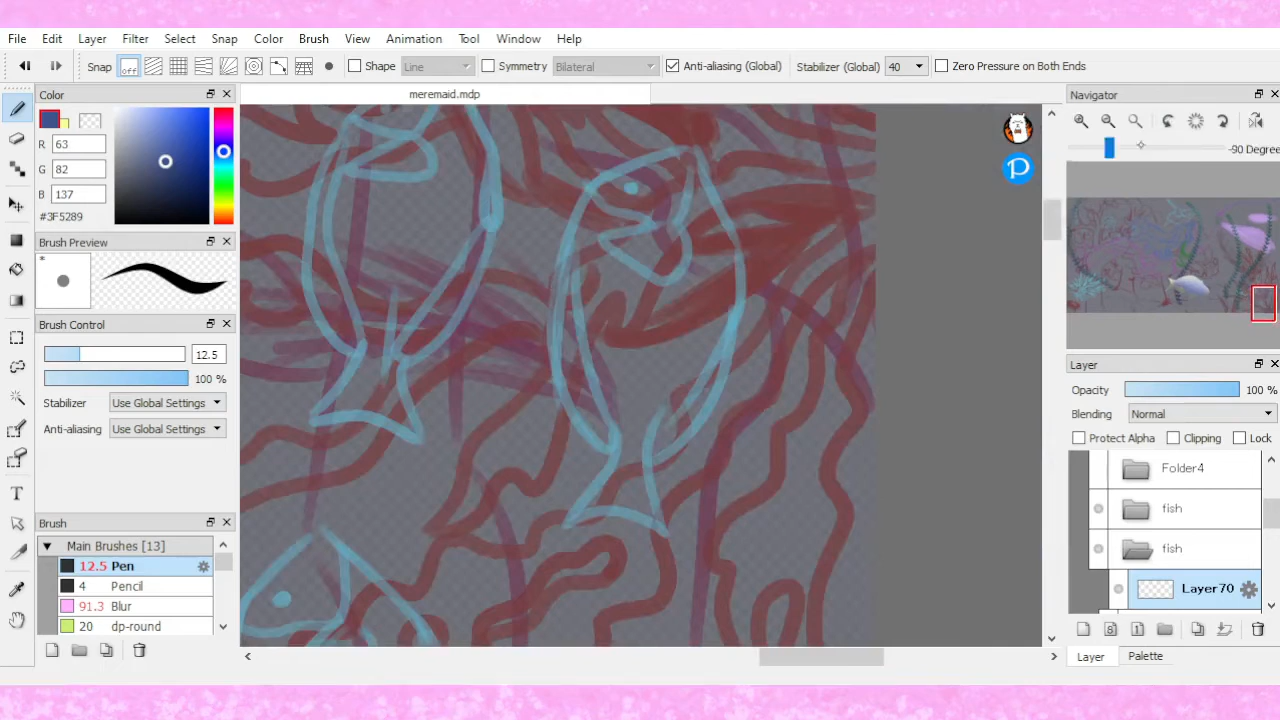 File Edit Layer Filter Select Snap Color Brush View Animation Tool Window Help
Snap off Shape Line Symmetry Bilateral Anti-aliasing (Global) Stabilizer (Global) 40 Zero Pressure on Both Ends
Color
meremaid.mdp
Navigator
R 63
G 82
B 137
#3F5289
-90 Degree
Brush Preview
*
Brush Control
12.5
100 %
Stabilizer Use Global Settings
Anti-aliasing Use Global Settings
Layer
Opacity 100 %
Blending Normal
Protect Alpha Clipping Lock
Folder4
fish
fish
Layer70
Brush
Main Brushes [13]
12.5 Pen
4 Pencil
91.3 Blur
20 dp-round
T
8 1
Layer Palette
P